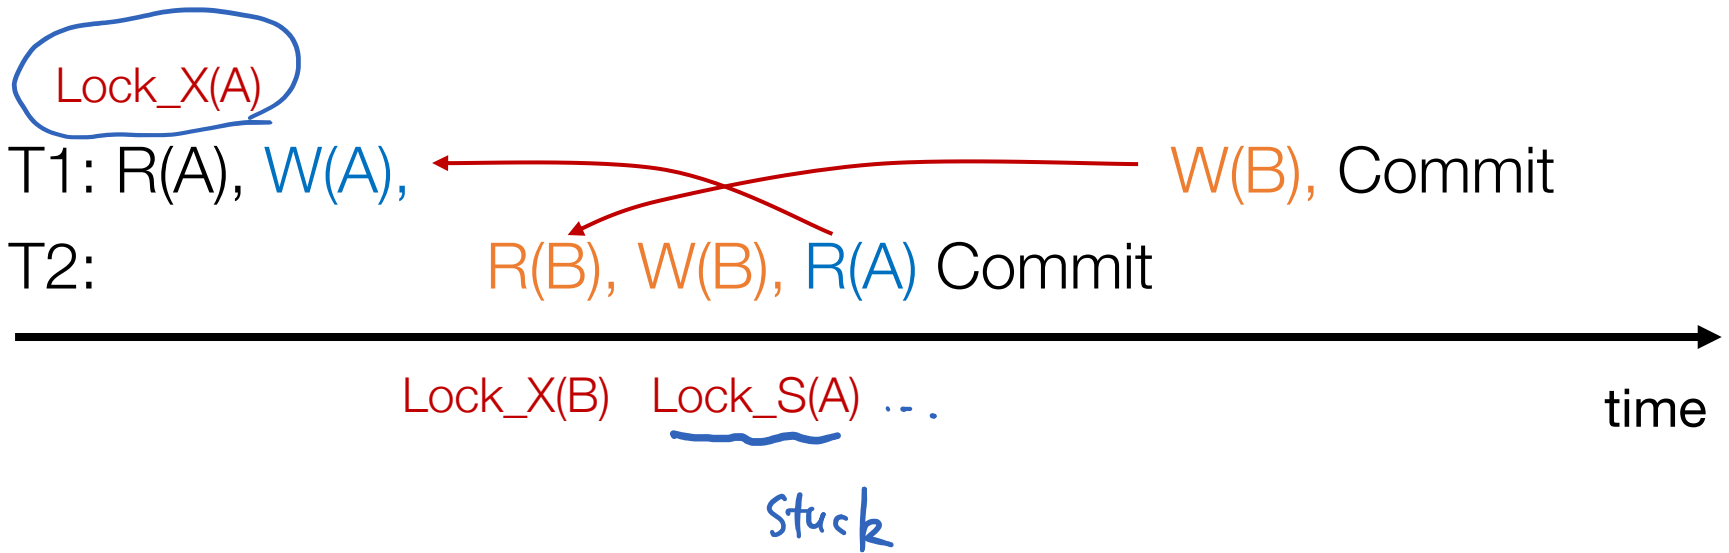 Lock_X(A)
T1: R(A), W(A), W(B), Commit
T2: R(B), W(B), R(A) Commit
Lock_X(B) Lock_S(A) ....
time
stuck